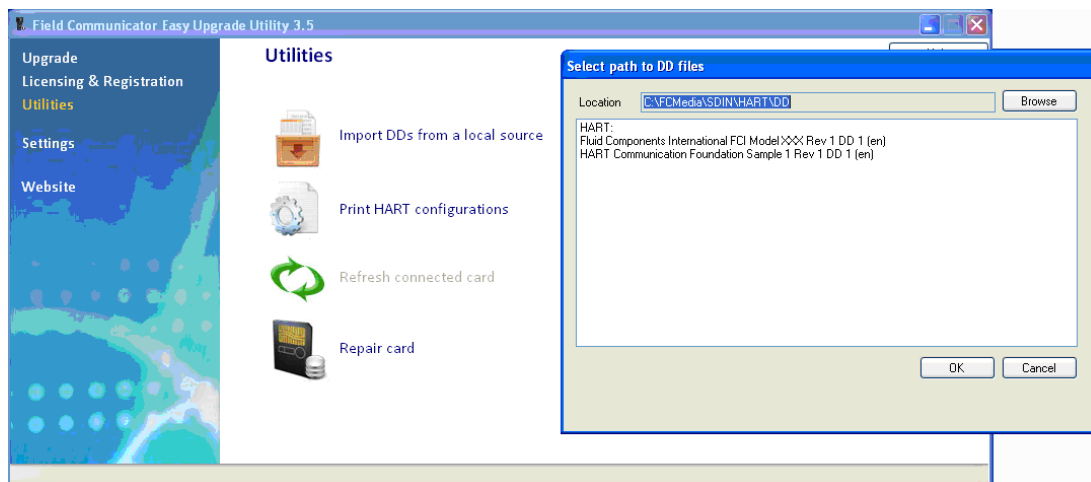 Field Communicator Easy Upgrade Utility 3.5
Upgrade
Licensing & Registration
Utilities
Settings
Website
Utilities
Import DDs from a local source
Print HART configurations
Refresh connected card
Repair card
Select path to DD files
Location C:\FCMedia\SDIN\HART\DD Browse
HART:
Fluid Components International FCI Model XXX Rev 1 DD 1 (en)
HART Communication Foundation Sample 1 Rev 1 DD 1 (en)
OK Cancel